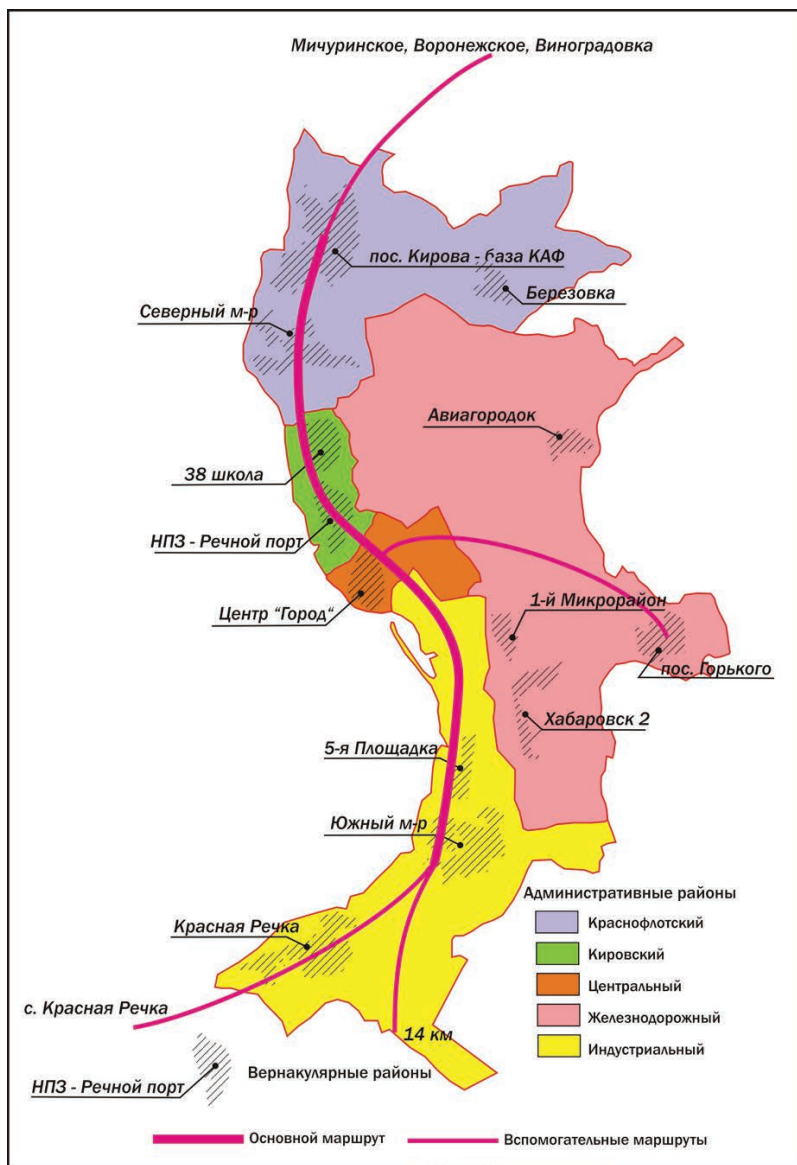 Мичуринское, Воронежское, Виноградовка
пос. Кирова - база КАФ
Березовка
Северный м-р
Авиагородок
38 школа
НПЗ - Речной порт
1-й Микрорайон
Центр "Город"
пос. Горького
Хабаровск 2
5-я Площадка
Южный м-р
Административные районы
Краснофлотский
Красная Речка
Кировский
Центральный
с. Красная Речка
Железнодорожный
14 км
Индустриальный
Вернакулярные районы
НПЗ - Речной порт
Основной маршрут
Вспомогательные маршруты